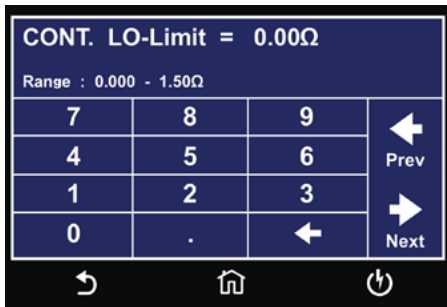 CONT. LO-Limit = 0.00Ω
Range : 0.000 - 1.50Ω
7 8 9
4 5 6
Prev
1 2 3
0 .
Next